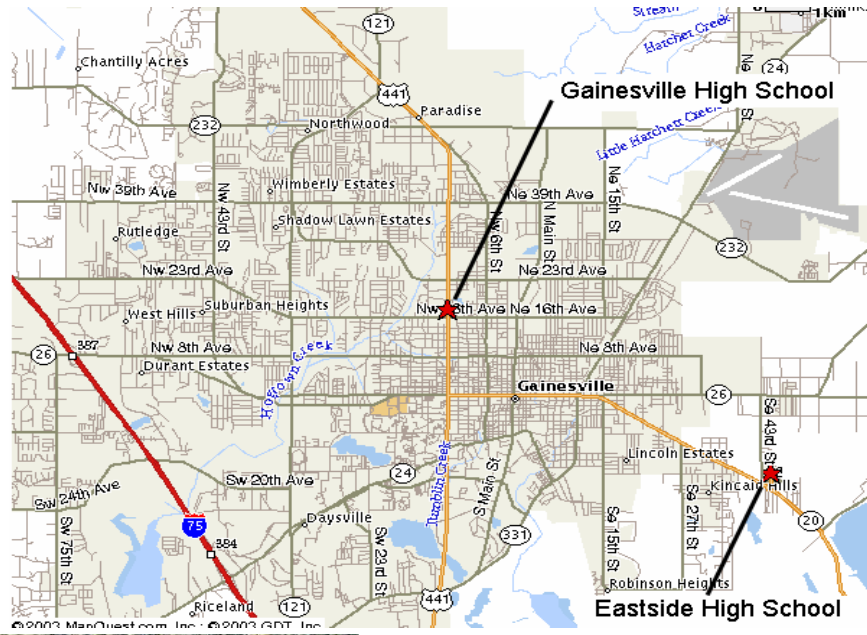 1km
Stream
Hatchet Creek
121
24
Chantilly Acres
Gainesville High School
441
Paradise
232
Northwood
Little Hatchett Creek
Nw 39th Ave
Wimberly Estates
Ne 39th Ave
Nw 43rd St
Shadow Lawn Estates
Nw 6th St
N Main St
Ne 15th St
Rutledge
232
Nw 23rd Ave
Ne 23rd Ave
Suburban Heights
West Hills
Ne 16th Ave
387
26
Nw 8th Ave
Ne 8th Ave
Durant Estates
Hogtown Creek
Gainesville
26
Se 43rd St
Lincoln Estates
Sw 20th Ave
24
Kincaid Hills
Sw 24th Ave
Tumblin Creek
S Main St
75
Daysville
331
20
384
Sw 75th St
Sw 23rd St
Se 15th St
Se 27th St
Robinson Heights
Riceland
121
441
Eastside High School
©2003 MapQuest.com, Inc.; ©2003 GDT, Inc.